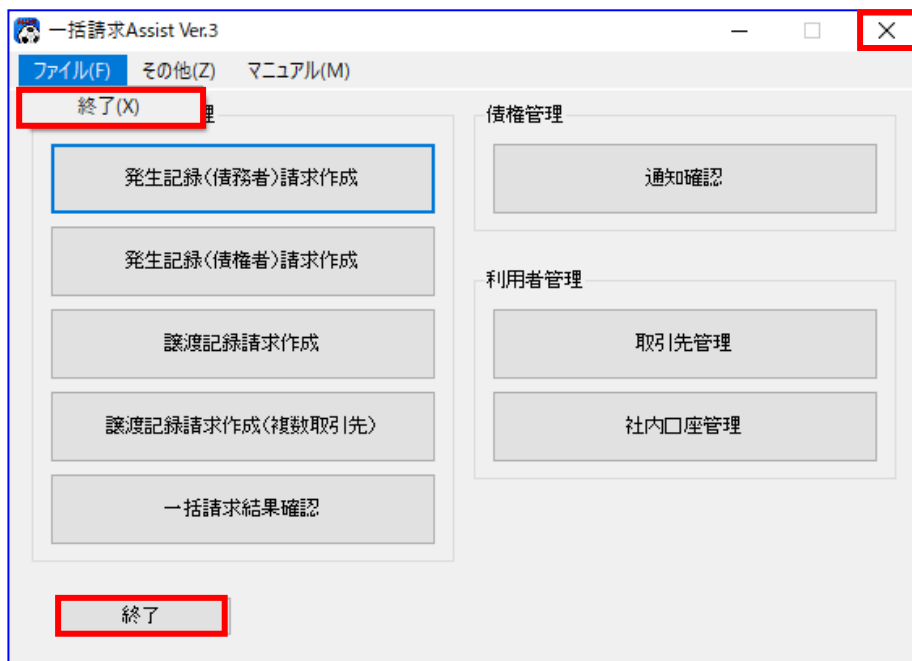 一括請求Assist Ver.3
ファイル(F) その他(Z) マニュアル(M)
終了(X)
理
発生記録(債務者)請求作成
発生記録(債権者)請求作成
譲渡記録請求作成
譲渡記録請求作成(複数取引先)
一括請求結果確認
債権管理
通知確認
利用者管理
取引先管理
社内口座管理
終了